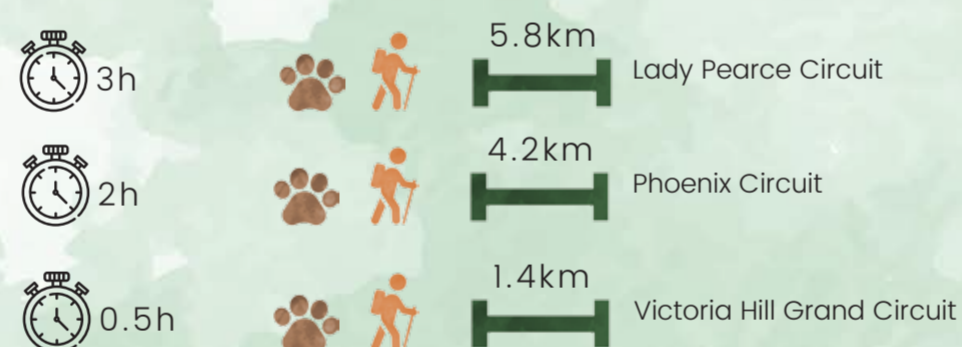 3h
5.8km
Lady Pearce Circuit
2h
4.2km
Phoenix Circuit
0.5h
1.4km
Victoria Hill Grand Circuit